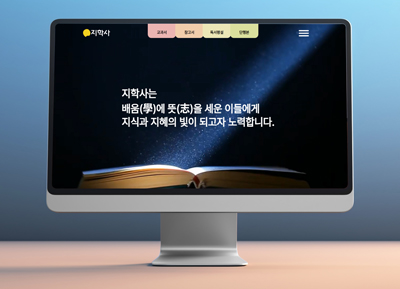 지학사
교과서
참고서
독서평설
단행본
지학사는
배움(學)에 뜻(志)을 세운 이들에게
지식과 지혜의 빛이 되고자 노력합니다.